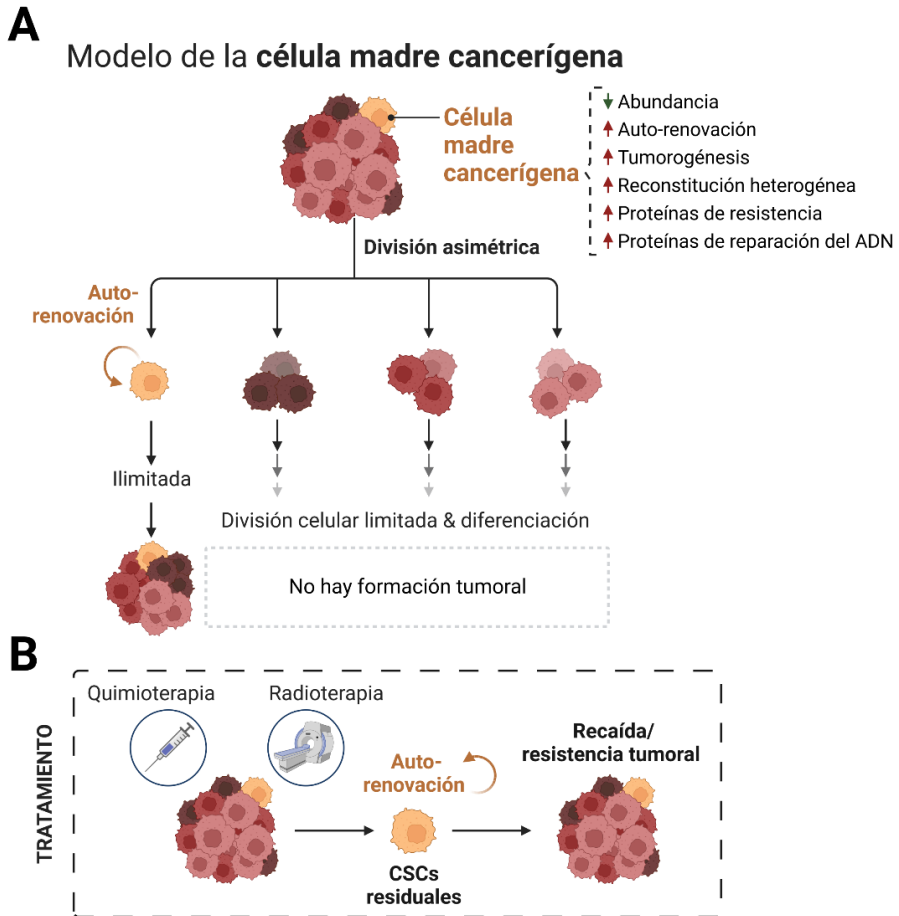 A
Modelo de la célula madre cancerígena
Célula
madre
cancerígena
Abundancia
Auto-renovación
Tumorogénesis
Reconstitución heterogénea
Proteínas de resistencia
Proteínas de reparación del ADN
División asimétrica
Auto-
renovación
Ilimitada
División celular limitada & diferenciación
No hay formación tumoral
B
TRATAMIENTO
Quimioterapia
Radioterapia
Auto-
renovación
CSCs
residuales
Recaída/
resistencia tumoral